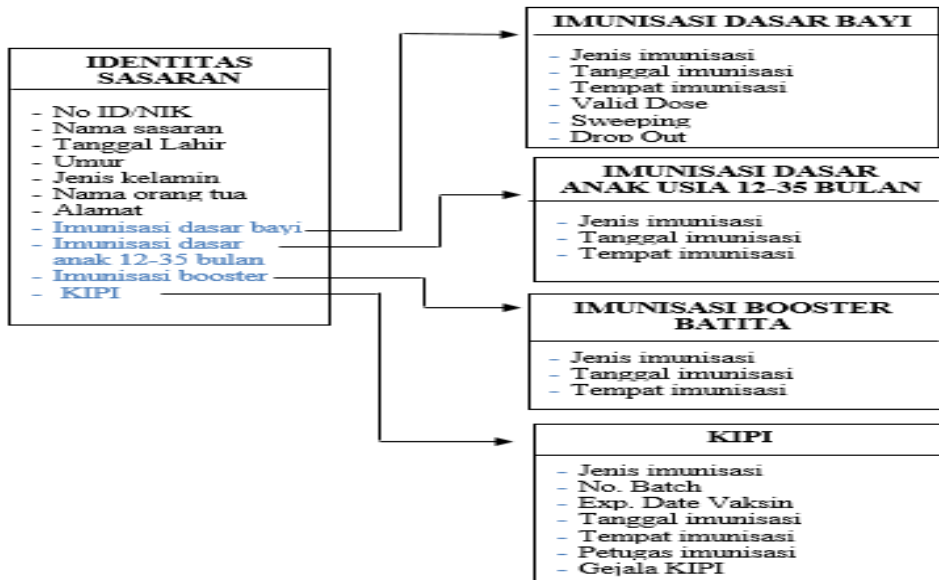 IDENTITAS
SASARAN
- No ID/NIK
- Nama sasaran
- Tanggal Lahir
- Umur
- Jenis kelamin
- Nama orang tua
- Alamat
- Imunisasi dasar bayi
- Imunisasi dasar
anak 12-35 bulan
- Imunisasi booster
- KIPI
IMUNISASI DASAR BAYI
- Jenis imunisasi
- Tanggal imunisasi
- Tempat imunisasi
- Valid Dose
- Sweeping
- Drop Out
IMUNISASI DASAR
ANAK USIA 12-35 BULAN
- Jenis imunisasi
- Tanggal imunisasi
- Tempat imunisasi
IMUNISASI BOOSTER
BATITA
- Jenis imunisasi
- Tanggal imunisasi
- Tempat imunisasi
KIPI
- Jenis imunisasi
- No. Batch
- Exp. Date Vaksin
- Tanggal imunisasi
- Tempat imunisasi
- Petugas imunisasi
- Gejala KIPI